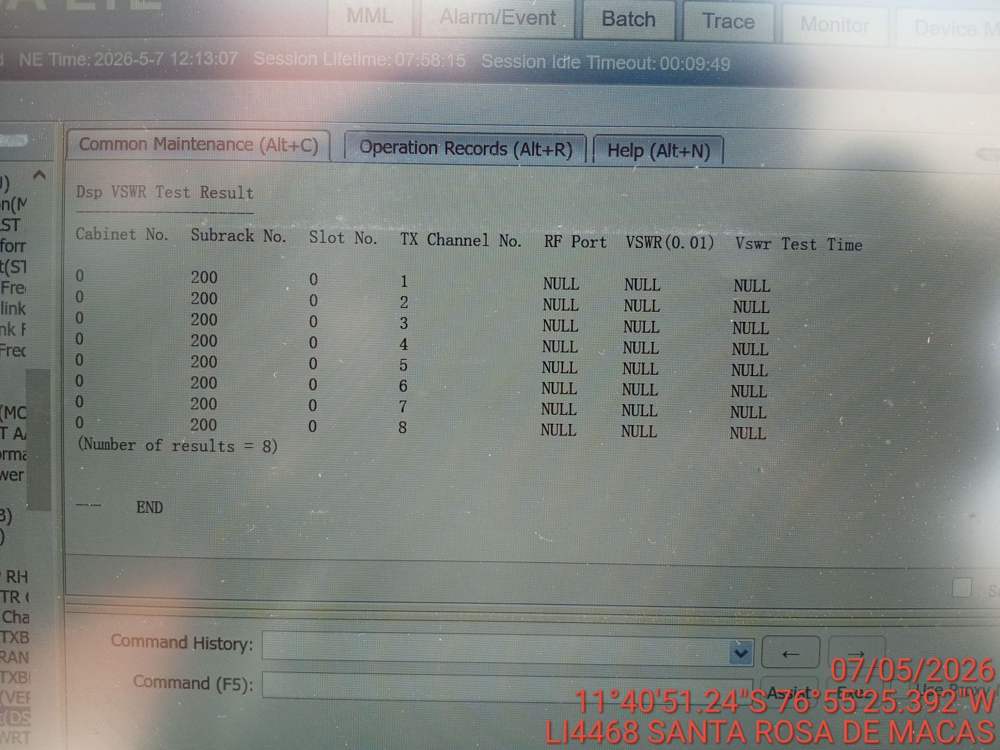 MML Alarm/Event Batch Trace Monitor Device M
NE Time: 2026-5-7 12:13:07 Session Lifetime: 07:58:15 Session Idle Timeout: 00:09:49
Common Maintenance (Alt+C) Operation Records (Alt+R) Help (Alt+N)
Dsp VSWR Test Result
--------------------
Cabinet No. Subrack No. Slot No. TX Channel No. RF Port VSWR(0.01) Vswr Test Time
0 200 0 1 NULL NULL NULL
0 200 0 2 NULL NULL NULL
0 200 0 3 NULL NULL NULL
0 200 0 4 NULL NULL NULL
0 200 0 5 NULL NULL NULL
0 200 0 6 NULL NULL NULL
0 200 0 7 NULL NULL NULL
0 200 0 8 NULL NULL NULL
(Number of results = 8)
--- END
Command History: ← →
Command (F5): Assist Exec
07/05/2026
11°40'51.24"S 76°55'25.392"W
LI4468 SANTA ROSA DE MACAS